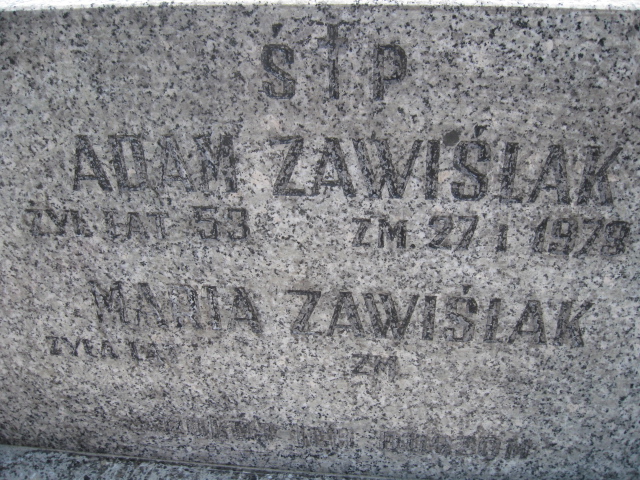 Ś † P
ADAM ZAWIŚLAK
ŻYŁ LAT 53 ZM. 27 I 1978
MARIA ZAWIŚLAK
ŻYŁA LAT ZM